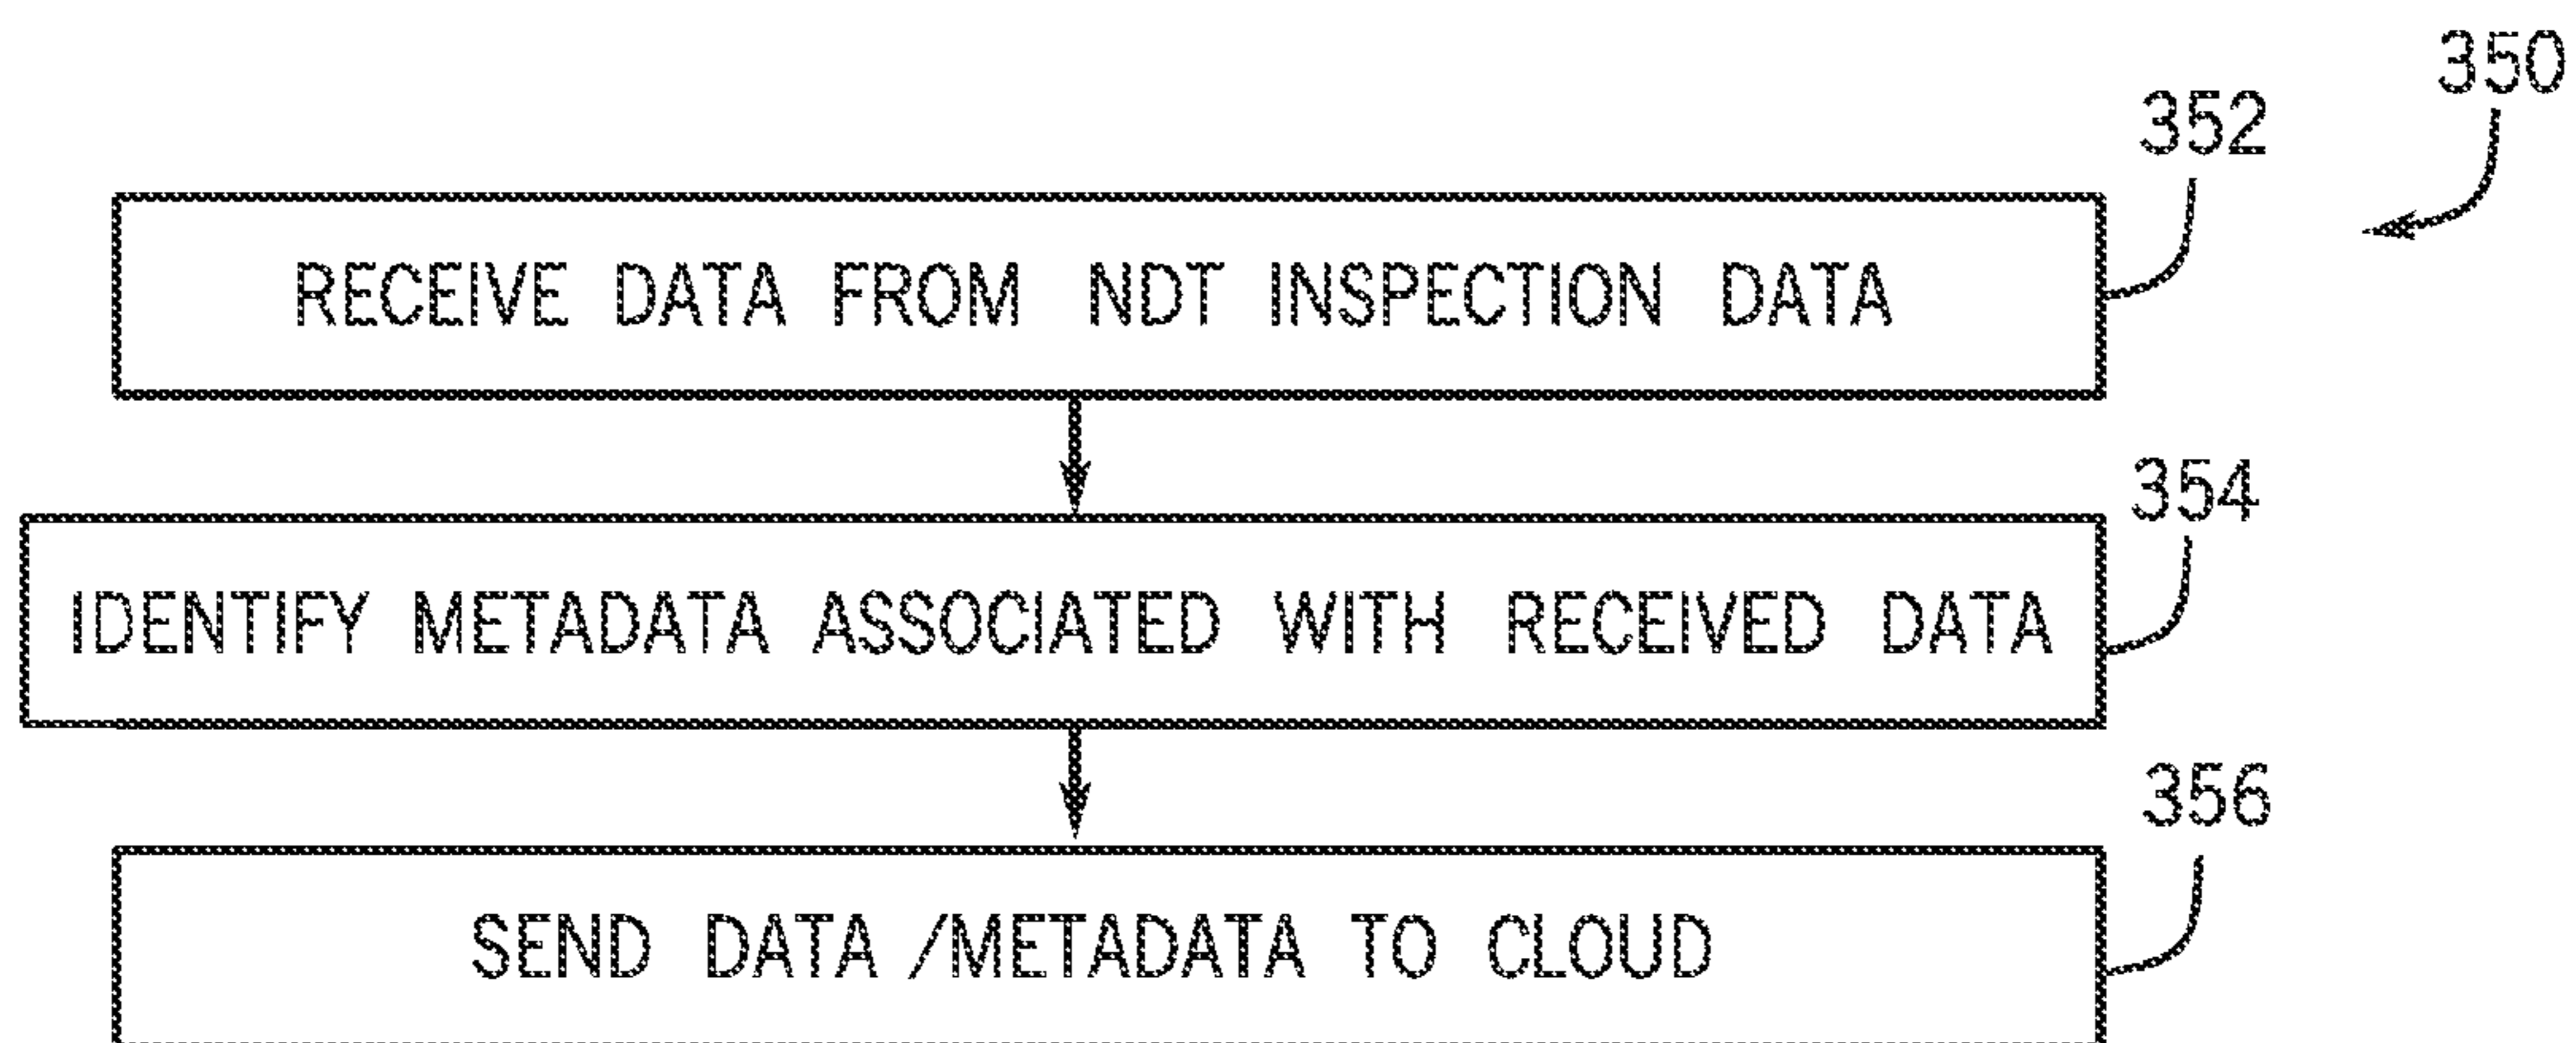 350
352
RECEIVE DATA FROM NDT INSPECTION DATA
354
IDENTIFY METADATA ASSOCIATED WITH RECEIVED DATA
356
SEND DATA /METADATA TO CLOUD